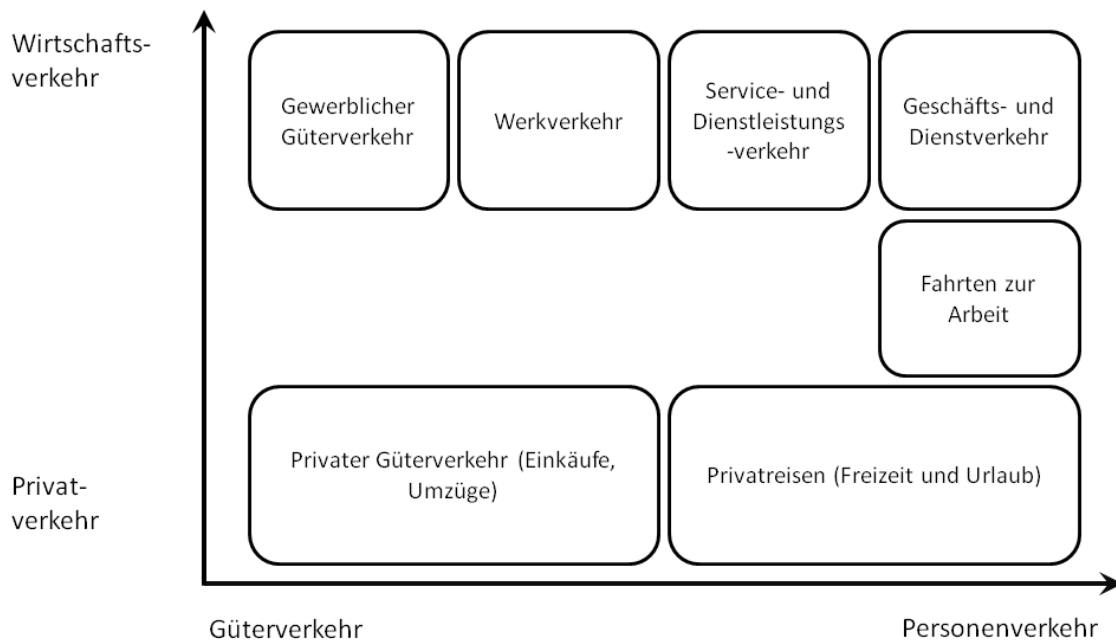 Wirtschafts-
verkehr
Gewerblicher
Güterverkehr
Werkverkehr
Service- und
Dienstleistungs
-verkehr
Geschäfts- und
Dienstverkehr
Fahrten zur
Arbeit
Privat-
verkehr
Privater Güterverkehr (Einkäufe,
Umzüge)
Privatreisen (Freizeit und Urlaub)
Güterverkehr
Personenverkehr